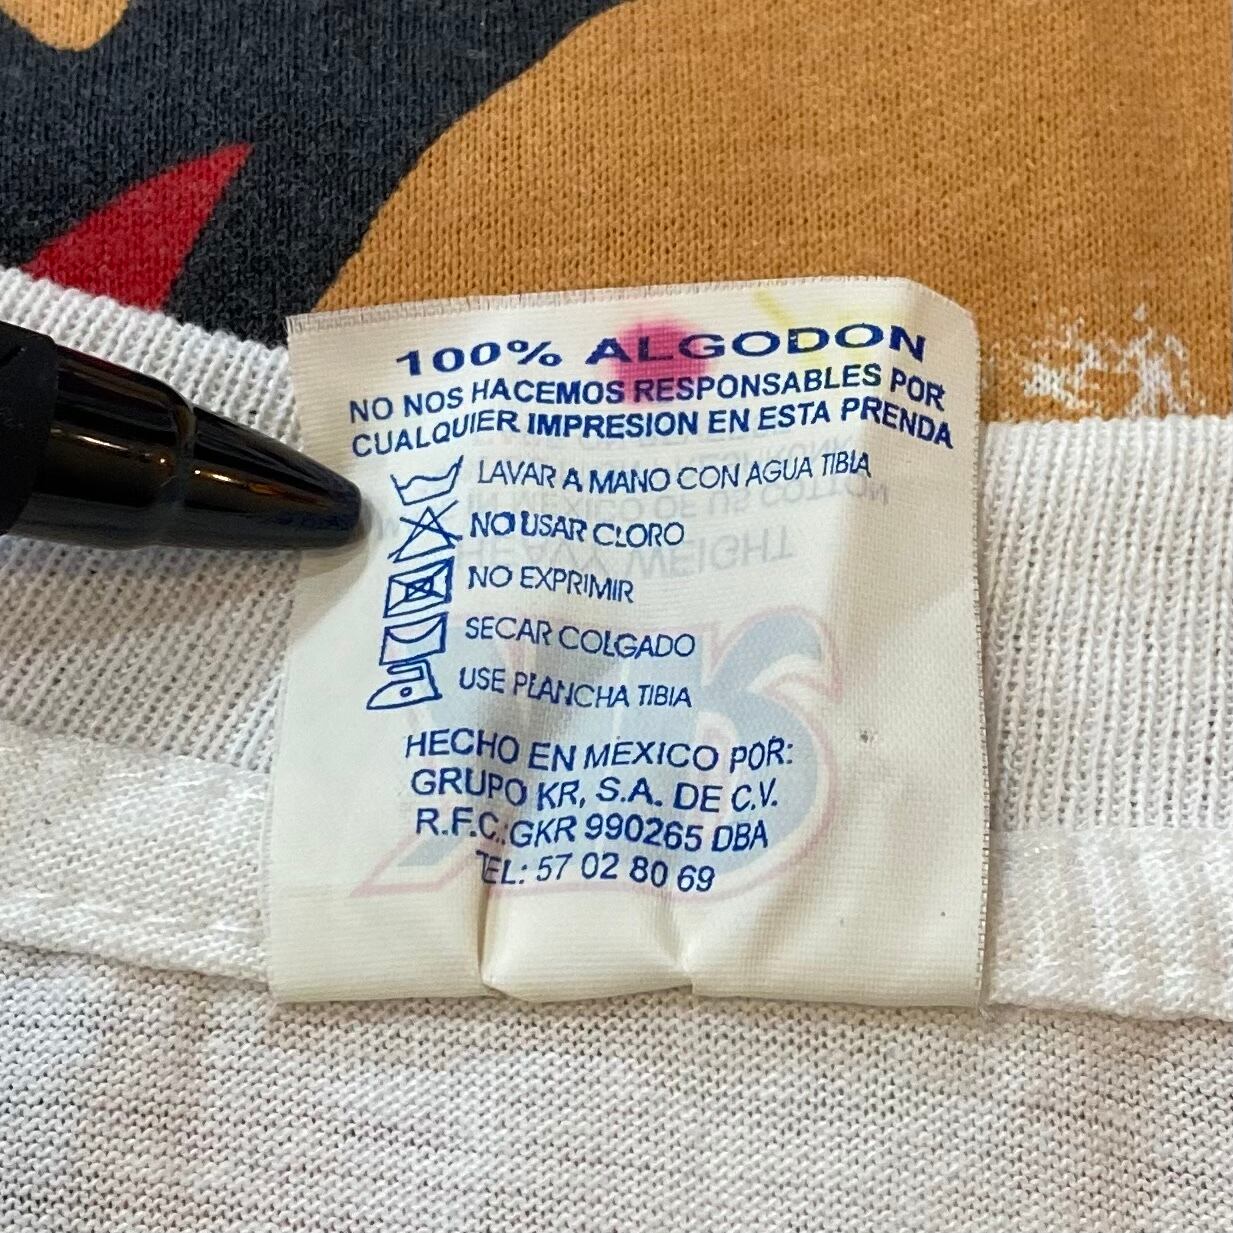 100% ALGODON
NO NOS HACEMOS RESPONSABLES POR
CUALQUIER IMPRESION EN ESTA PRENDA
LAVAR A MANO CON AGUA TIBIA
NO USAR CLORO
NO EXPRIMIR
SECAR COLGADO
USE PLANCHA TIBIA
HECHO EN MEXICO POR:
GRUPO KR, S.A. DE C.V.
R.F.C.:GKR 990265 DBA
TEL: 57 02 80 69